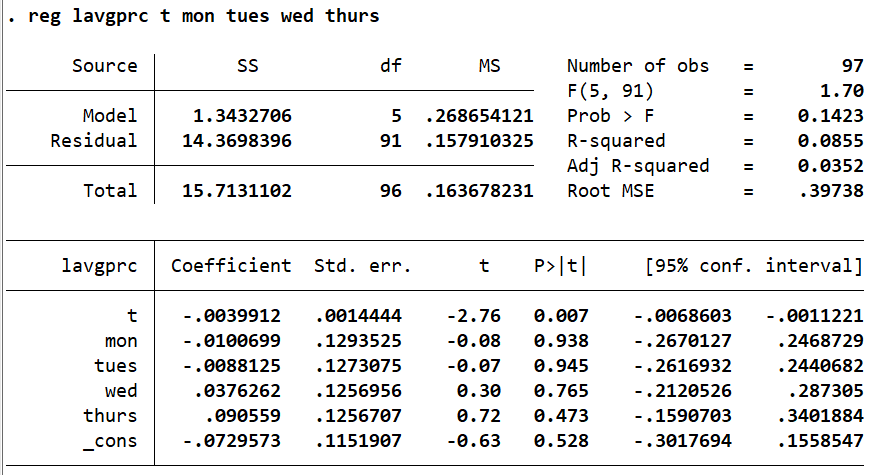 . reg lavgprc t mon tues wed thurs
Source SS df MS Number of obs = 97
F(5, 91) = 1.70
Model 1.3432706 5 .268654121 Prob > F = 0.1423
Residual 14.3698396 91 .157910325 R-squared = 0.0855
Adj R-squared = 0.0352
Total 15.7131102 96 .163678231 Root MSE = .39738
lavgprc Coefficient Std. err. t P>|t| [95% conf. interval]
t -.0039912 .0014444 -2.76 0.007 -.0068603 -.0011221
mon -.0100699 .1293525 -0.08 0.938 -.2670127 .2468729
tues -.0088125 .1273075 -0.07 0.945 -.2616932 .2440682
wed .0376262 .1256956 0.30 0.765 -.2120526 .287305
thurs .090559 .1256707 0.72 0.473 -.1590703 .3401884
_cons -.0729573 .1151907 -0.63 0.528 -.3017694 .1558547